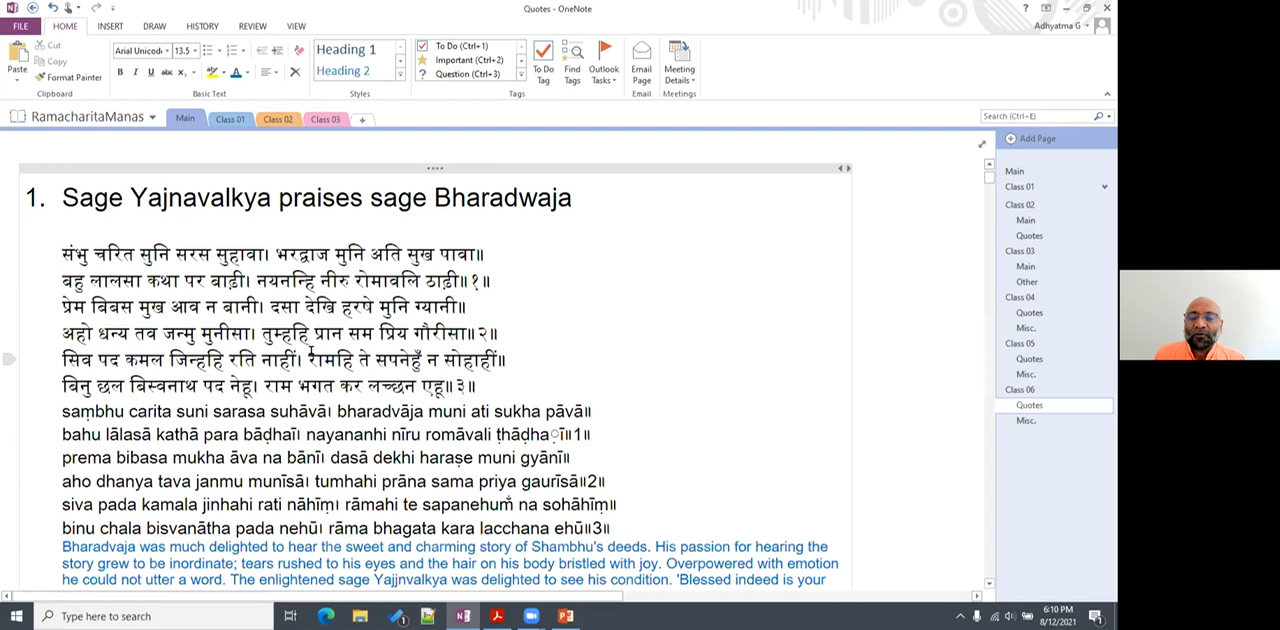 Quotes - OneNote
FILE HOME INSERT DRAW HISTORY REVIEW VIEW
Adhyatma G
Paste
Cut
Copy
Format Painter
Clipboard
Arial Unicode 13.5
B I U abc X₂ A
Basic Text
Heading 1
Heading 2
Styles
To Do (Ctrl+1)
Important (Ctrl+2)
Question (Ctrl+3)
To Do Tag
Find Tags
Outlook Tasks
Tags
Email Page
Email
Meeting Details
Meetings
RamacharitaManas Main Class 01 Class 02 Class 03 +
Search (Ctrl+E)
Add Page
Main
Class 01
Class 02
Main
Quotes
Class 03
Main
Other
Class 04
Quotes
Misc.
Class 05
Quotes
Misc.
Class 06
Quotes
Misc.
1. Sage Yajnavalkya praises sage Bharadwaja
संभु चरित सुनि सरस सुहावा। भरद्वाज मुनि अति सुख पावा॥
बहु लालसा कथा पर बाढ़ी। नयनन्हि नीरु रोमावलि ठाढ़ी॥१॥
प्रेम बिबस मुख आव न बानी। दसा देखि हरषे मुनि ग्यानी॥
अहो धन्य तव जन्मु मुनीसा। तुम्हहि प्रान सम प्रिय गौरीसा॥२॥
सिव पद कमल जिन्हहि रति नाहीं। रामहि ते सपनेहुँ न सोहाहीं॥
बिनु छल बिस्वनाथ पद नेहू। राम भगत कर लच्छन एहू॥३॥
saṃbhu carita suni sarasa suhāvā। bharadvāja muni ati sukha pāvā॥
bahu lālasā kathā para bāḍhaī। nayananhi nīru romāvali ṭhāḍha़ī॥1॥
prema bibasa mukha āva na bānī। dasā dekhi haraṣe muni gyānī॥
aho dhanya tava janmu munīsā। tumhahi prāna sama priya gaurīsā॥2॥
siva pada kamala jinhahi rati nāhīṃ। rāmahi te sapanehum̐ na sohāhīṃ॥
binu chala bisvanātha pada nehū। rāma bhagata kara lacchana ehū॥3॥
Bharadvaja was much delighted to hear the sweet and charming story of Shambhu's deeds. His passion for hearing the
story grew to be inordinate; tears rushed to his eyes and the hair on his body bristled with joy. Overpowered with emotion
he could not utter a word. The enlightened sage Yajjnvalkya was delighted to see his condition. 'Blessed indeed is your
Type here to search
6:10 PM
8/12/2021